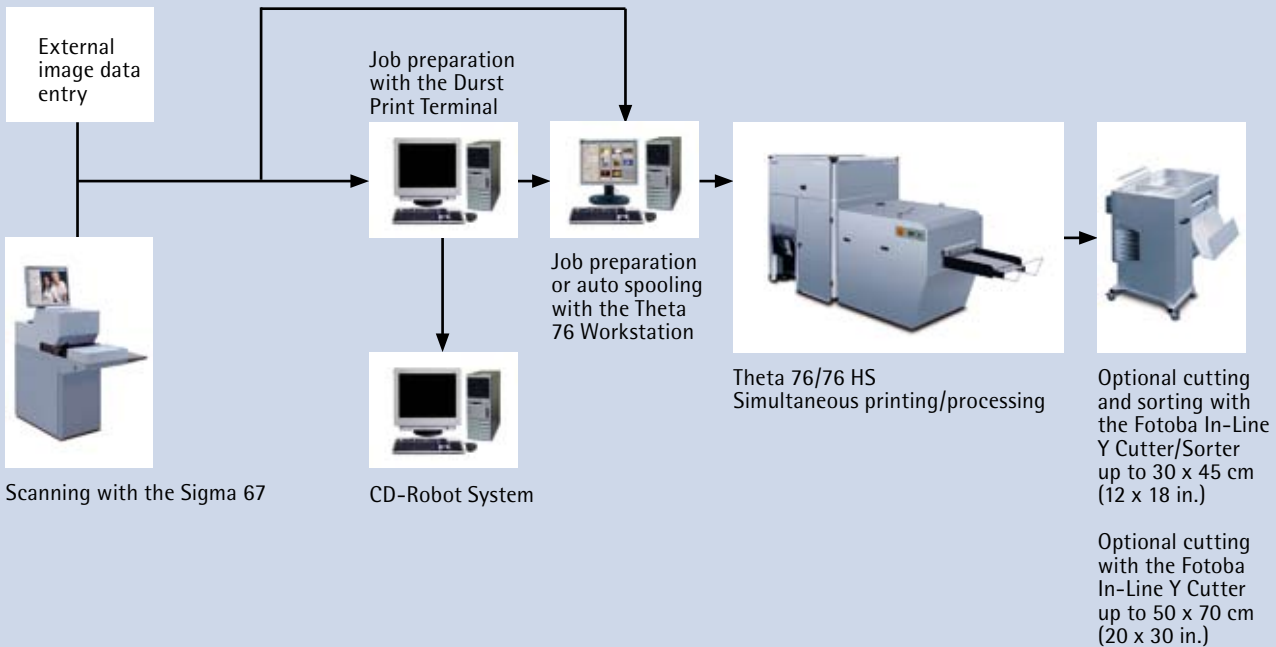 External
image data
entry
Job preparation
with the Durst
Print Terminal
Job preparation
or auto spooling
with the Theta
76 Workstation
Scanning with the Sigma 67
CD-Robot System
Theta 76/76 HS
Simultaneous printing/processing
Optional cutting
and sorting with
the Fotoba In-Line
Y Cutter/Sorter
up to 30 x 45 cm
(12 x 18 in.)
Optional cutting
with the Fotoba
In-Line Y Cutter
up to 50 x 70 cm
(20 x 30 in.)